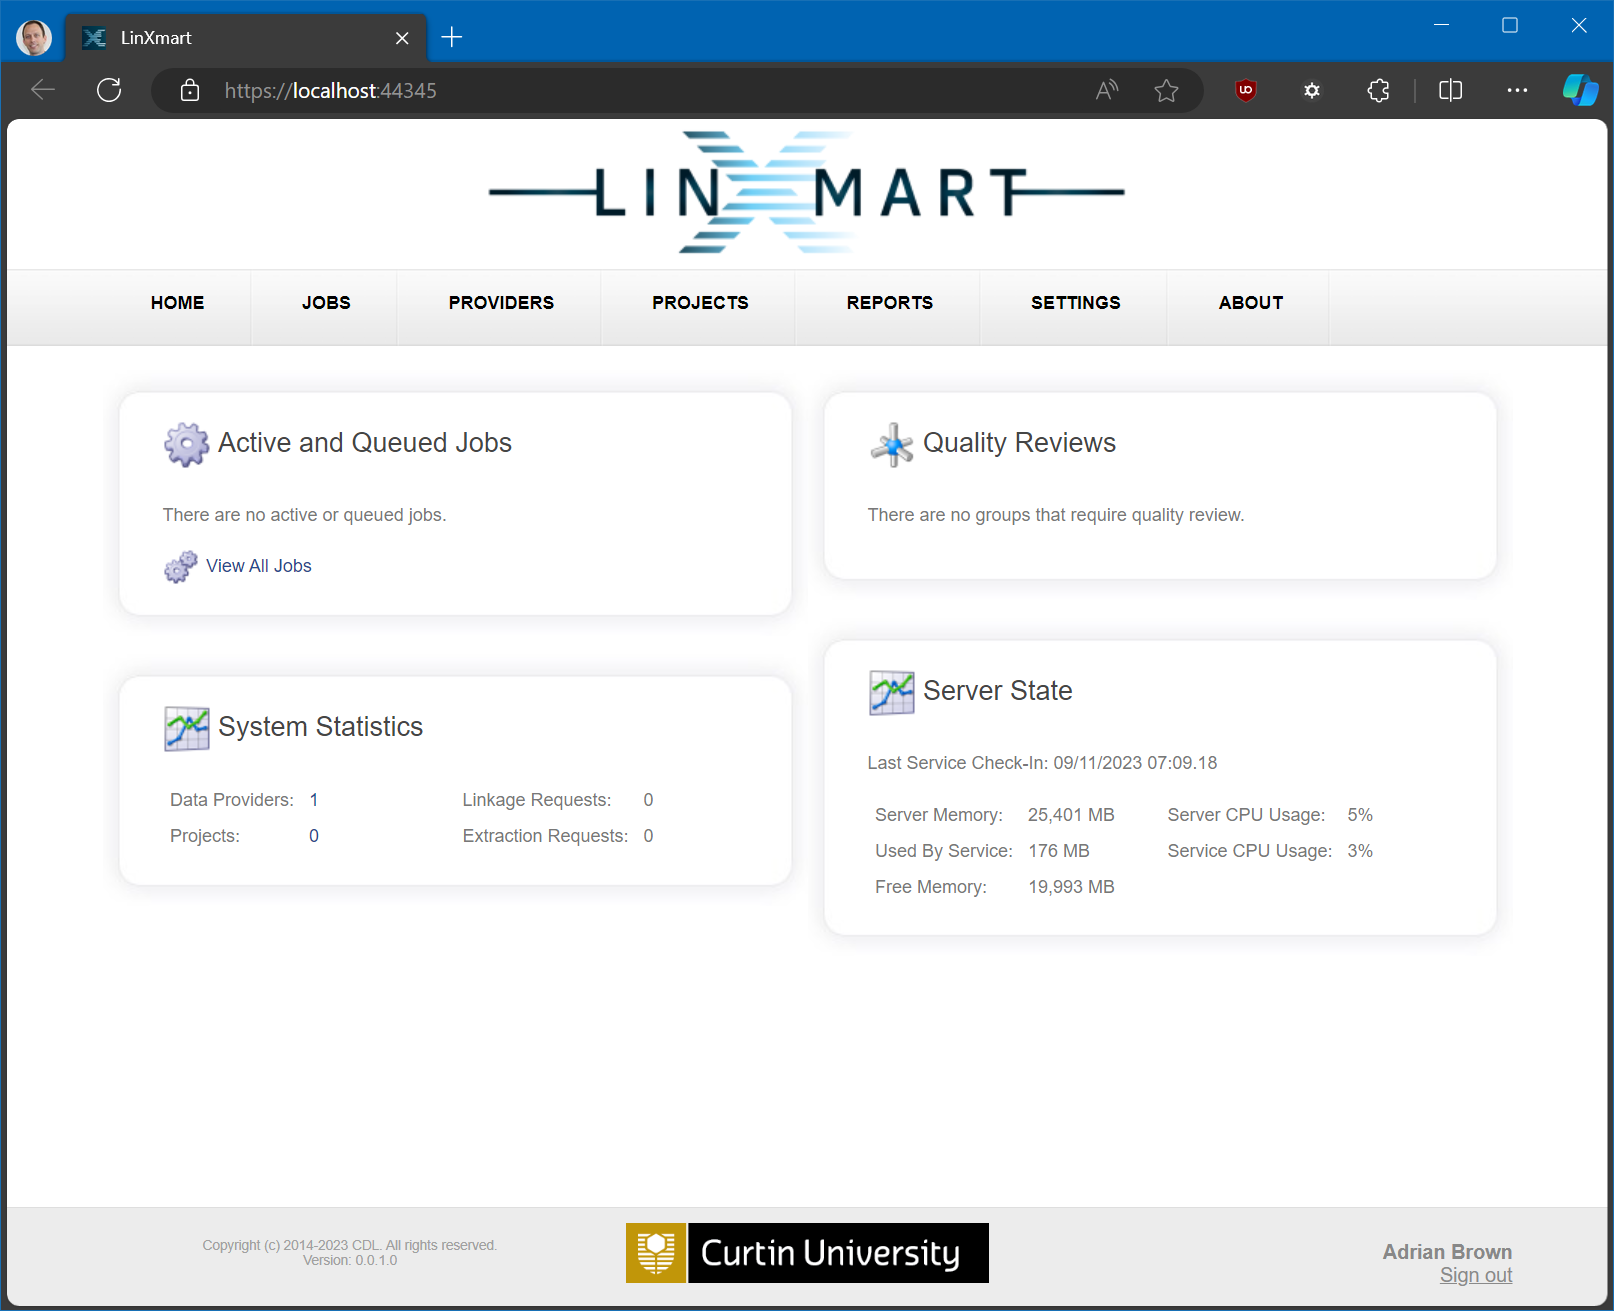 LinXmart
https://localhost:44345
LINXMART
HOME JOBS PROVIDERS PROJECTS REPORTS SETTINGS ABOUT
Active and Queued Jobs
There are no active or queued jobs.
View All Jobs
Quality Reviews
There are no groups that require quality review.
System Statistics
Data Providers: 1 Linkage Requests: 0
Projects: 0 Extraction Requests: 0
Server State
Last Service Check-In: 09/11/2023 07:09.18
Server Memory: 25,401 MB Server CPU Usage: 5%
Used By Service: 176 MB Service CPU Usage: 3%
Free Memory: 19,993 MB
Copyright (c) 2014-2023 CDL. All rights reserved.
Version: 0.0.1.0
Curtin University
Adrian Brown
Sign out